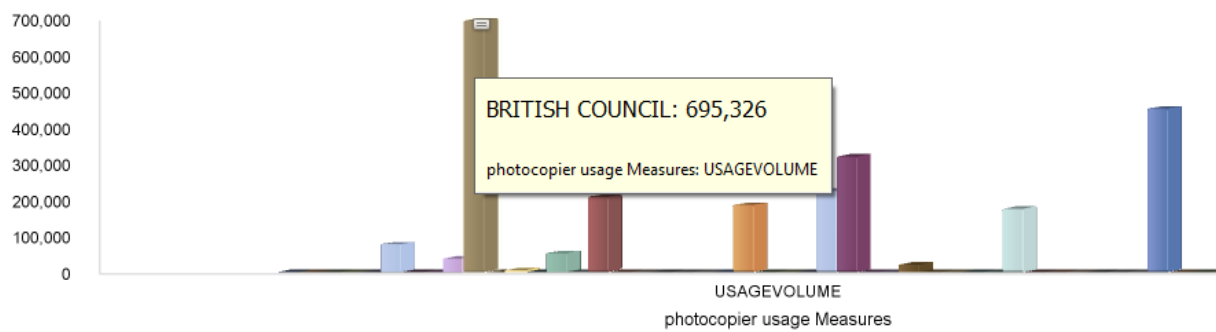 700,000
600,000
500,000
400,000
300,000
200,000
100,000
0
BRITISH COUNCIL: 695,326
photocopier usage Measures: USAGEVOLUME
USAGEVOLUME
photocopier usage Measures